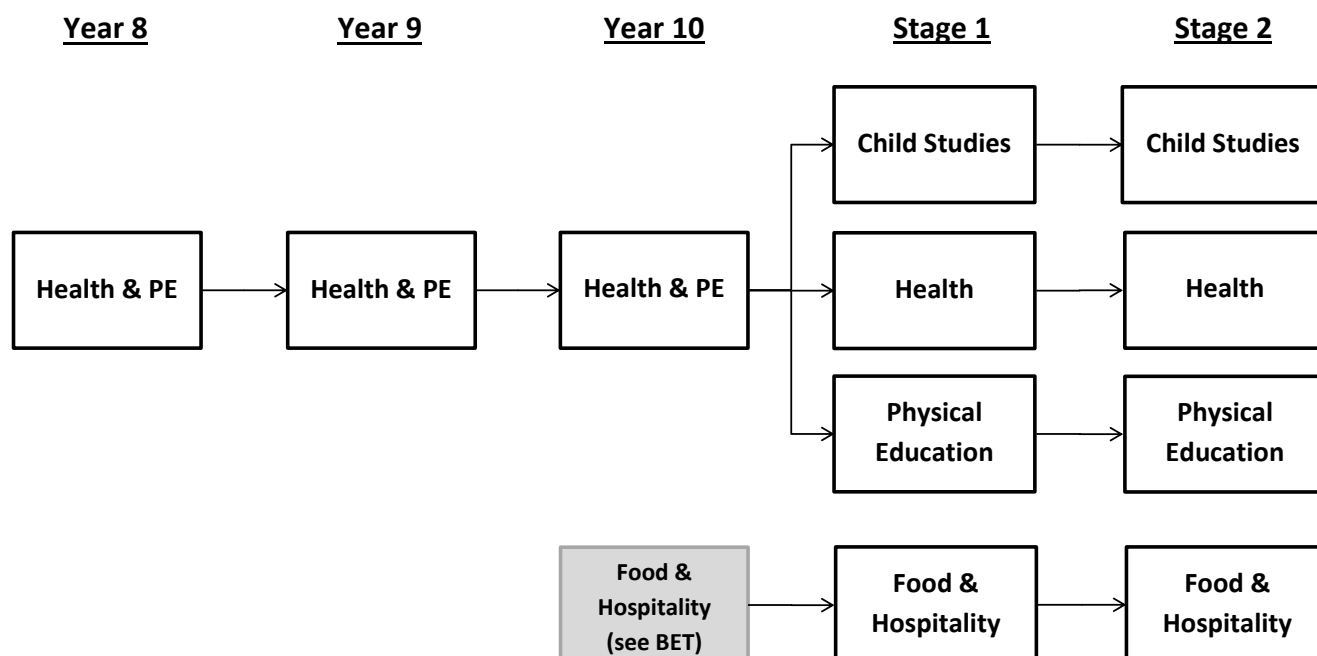 Year 8
Year 9
Year 10
Stage 1
Stage 2
Child Studies
Child Studies
Health & PE
Health & PE
Health & PE
Health
Health
Physical
Education
Physical
Education
Food &
Hospitality
(see BET)
Food &
Hospitality
Food &
Hospitality